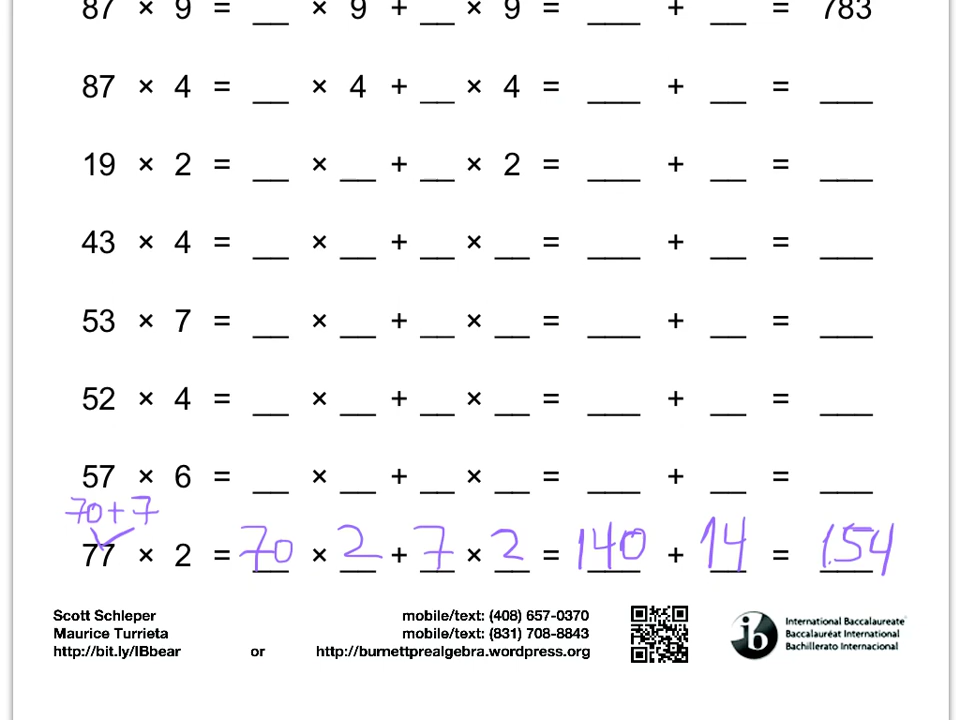 87 × 9 = __ × 9 + __ × 9 = ___ + __ = 783
87 × 4 = __ × 4 + __ × 4 = ___ + __ = ___
19 × 2 = __ × __ + __ × 2 = ___ + __ = ___
43 × 4 = __ × __ + __ × __ = ___ + __ = ___
53 × 7 = __ × __ + __ × __ = ___ + __ = ___
52 × 4 = __ × __ + __ × __ = ___ + __ = ___
57 × 6 = __ × __ + __ × __ = ___ + __ = ___
70+7
77 × 2 = 70 × 2 + 7 × 2 = 140 + 14 = 154
Scott Schleper
Maurice Turrieta
http://bit.ly/IBbear or http://burnettprealgebra.wordpress.org
mobile/text: (408) 657-0370
mobile/text: (831) 708-8843
ib
International Baccalaureate
Baccalauréat International
Bachillerato Internacional